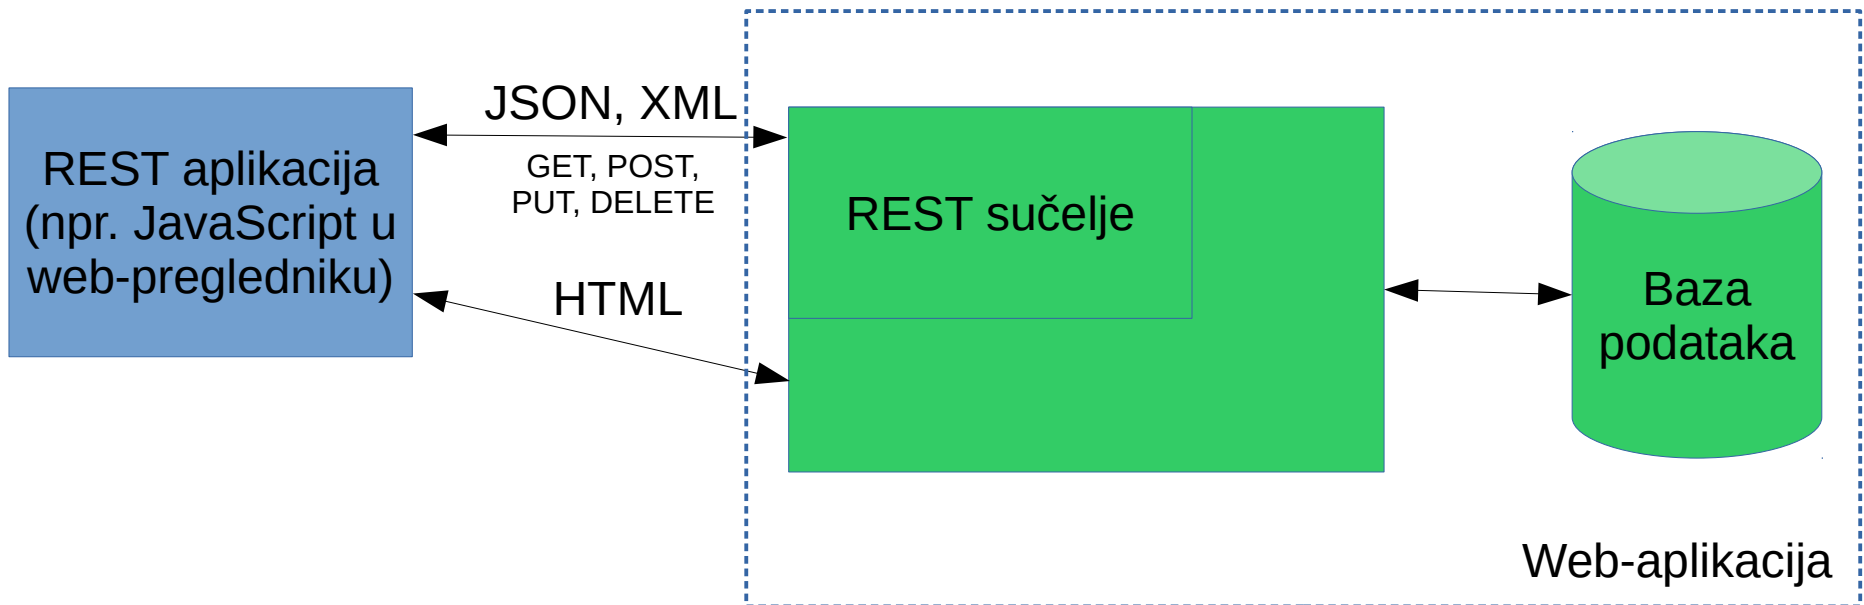 REST aplikacija
(npr. JavaScript u
web-pregledniku)
JSON, XML
GET, POST,
PUT, DELETE
HTML
REST sučelje
Baza
podataka
Web-aplikacija